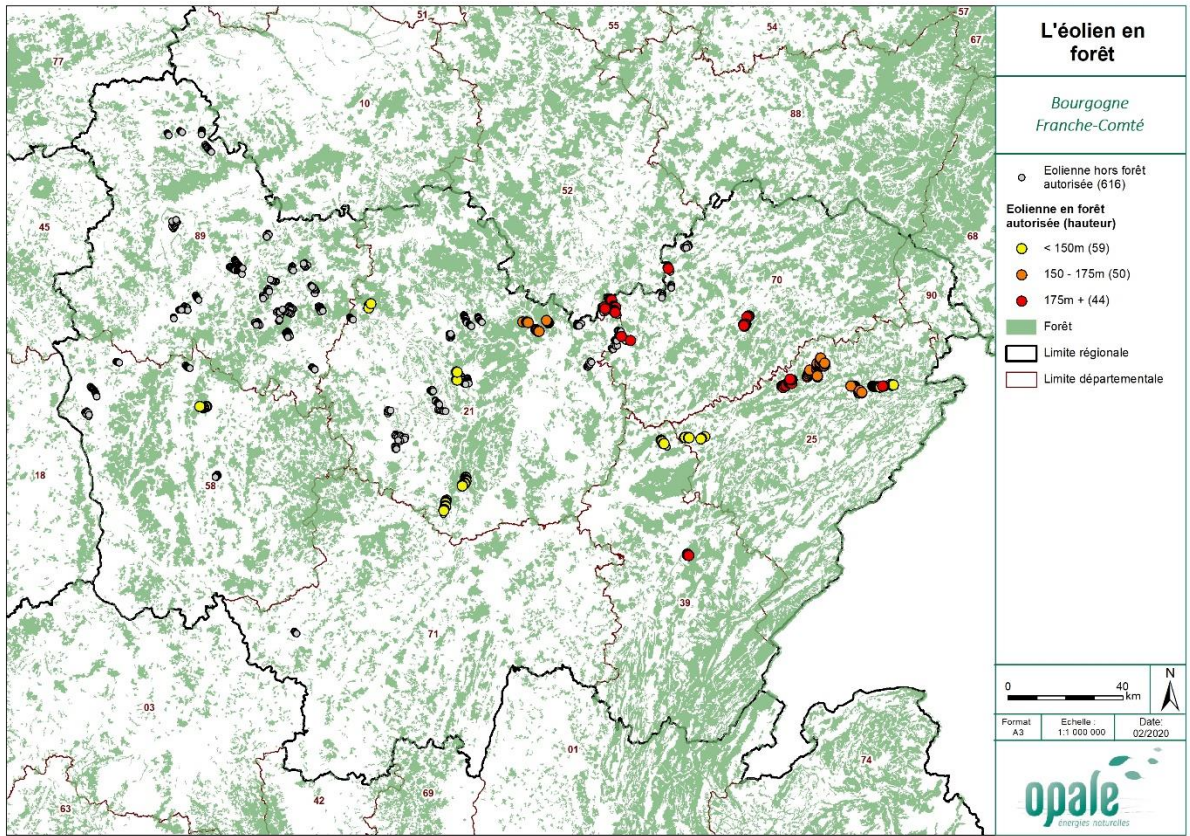 L'éolien en
forêt
Bourgogne
Franche-Comté
Eolienne hors forêt
autorisée (616)
Eolienne en forêt
autorisée (hauteur)
< 150m (59)
150 - 175m (50)
175m + (44)
Forêt
Limite régionale
Limite départementale
0 40
km
N
Format
A3
Echelle :
1:1 000 000
Date:
02/2020
opale
energies naturelles
51
57
77
55
54
67
10
88
52
45
89
68
70
90
21
25
18
58
39
71
03
01
74
42
69
63